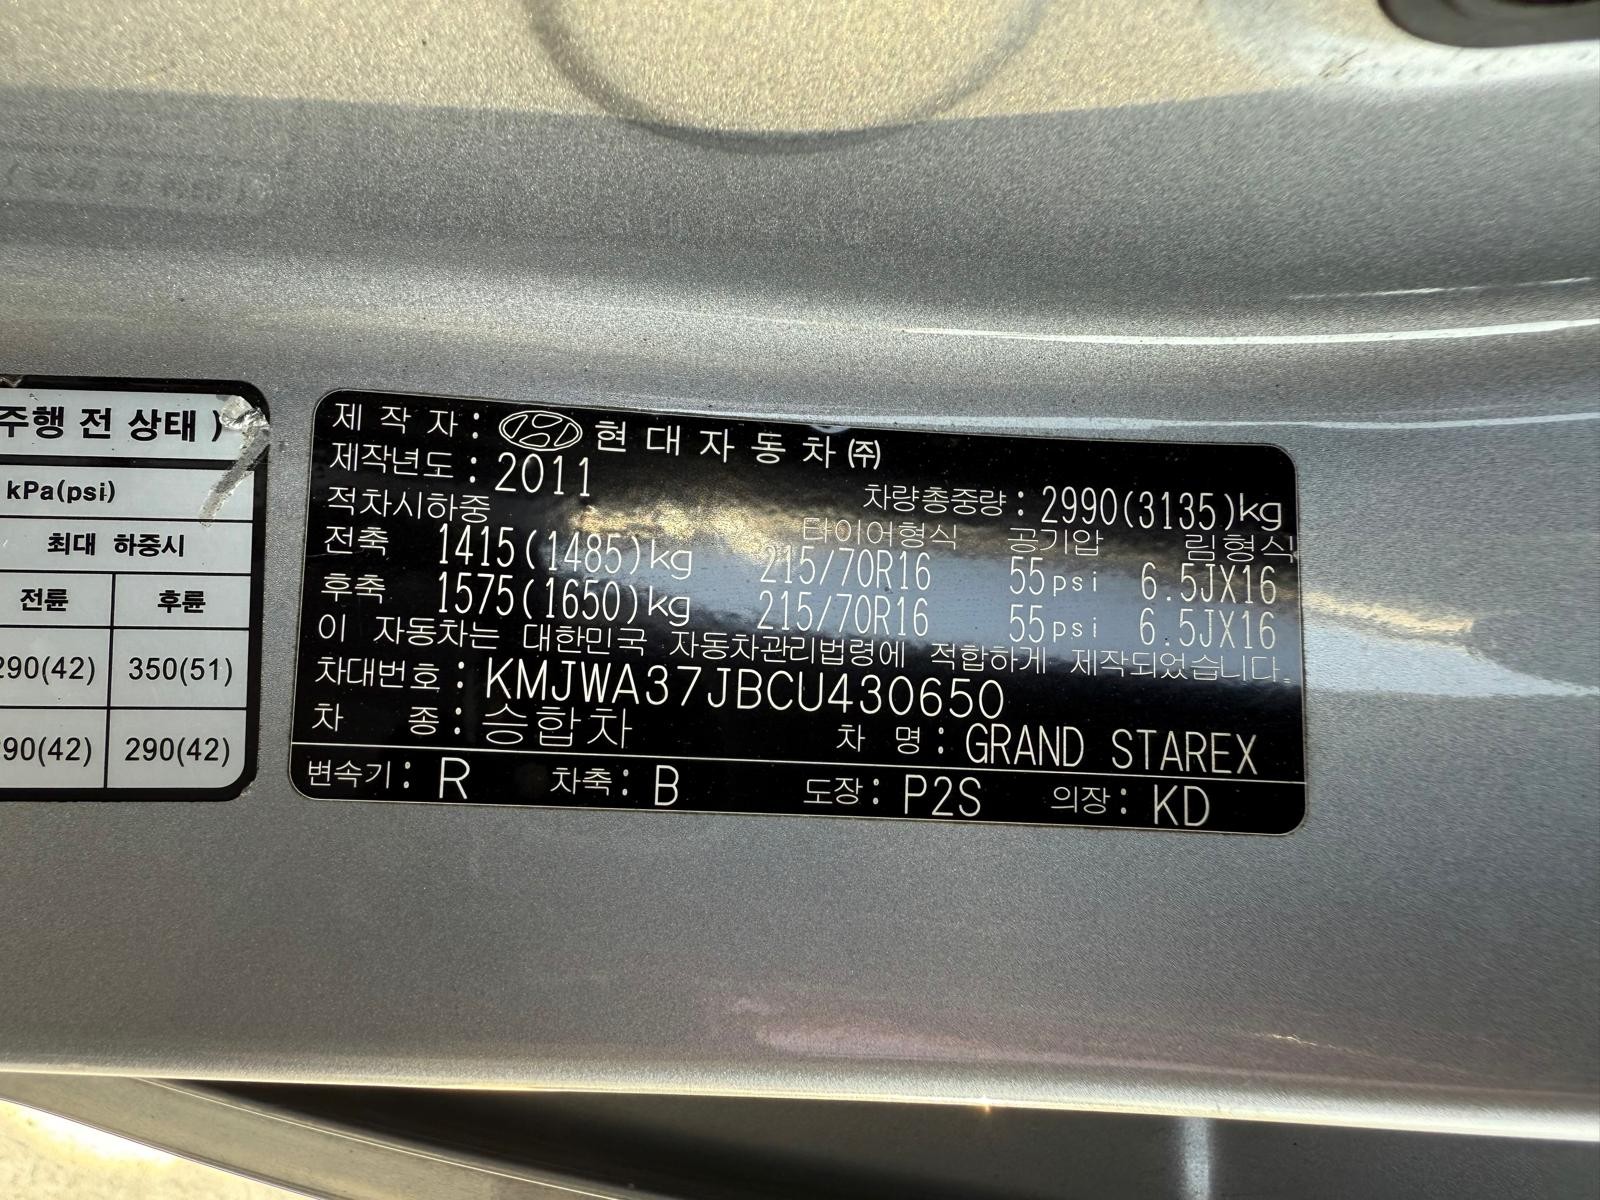 주행 전 상태 )
kPa(psi)
최대 하중시
전륜 후륜
290(42) 350(51)
90(42) 290(42)
제 작 자 : 현 대 자 동 차 ㈜
제작년도 : 2011 차량총중량 : 2990(3135)kg
적차시하중 타이어형식 공기압 림형식
전축 1415(1485)kg 215/70R16 55psi 6.5JX16
후축 1575(1650)kg 215/70R16 55psi 6.5JX16
이 자동차는 대한민국 자동차관리법령에 적합하게 제작되었습니다.
차대번호 : KMJWA37JBCU430650
차 종 : 승합차 차 명 : GRAND STAREX
변속기 : R 차축 : B 도장 : P2S 의장 : KD